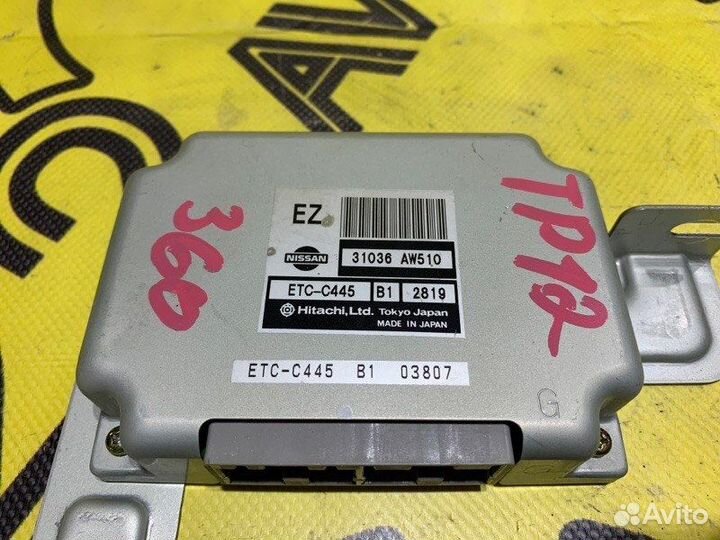 EZ
NISSAN
31036 AW510
ETC-C445 B1 2819
Hitachi, Ltd. Tokyo Japan
MADE IN JAPAN
ETC-C445 B1 03807
360
TP12
G
Avito